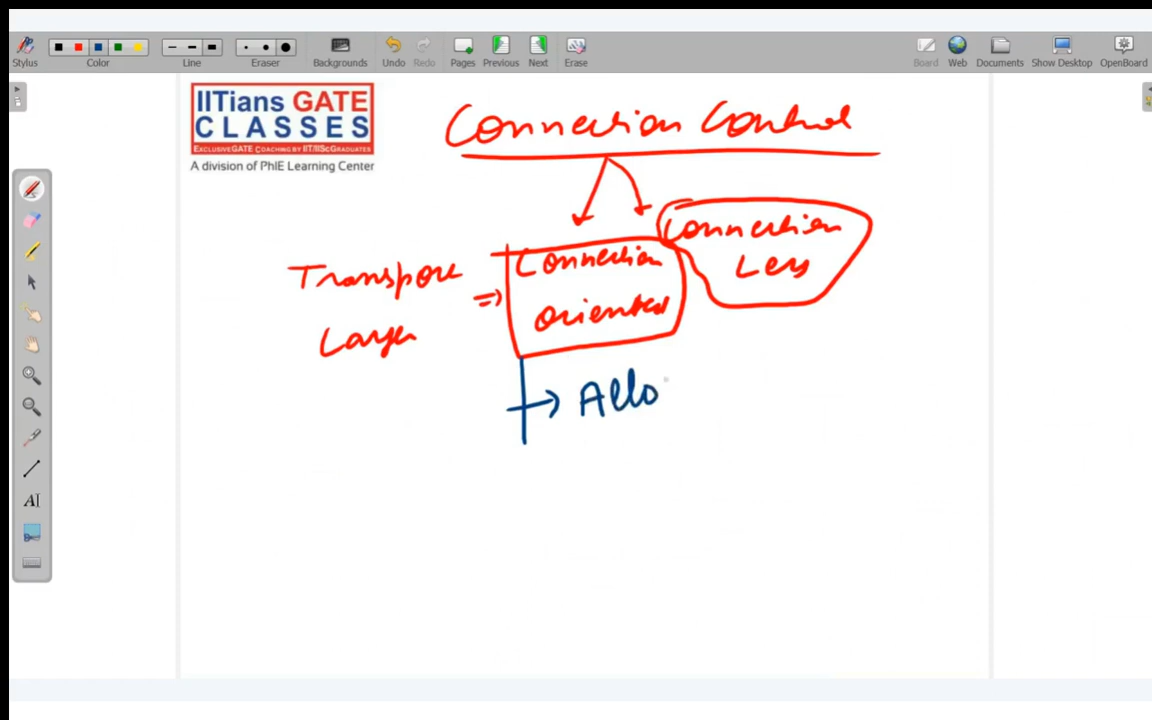 Stylus
Color
Line
Eraser
Backgrounds
Undo
Redo
Pages
Previous
Next
Erase
Board
Web
Documents
Show Desktop
OpenBoard
IITians GATE
CLASSES
EXCLUSIVE GATE COACHING BY IIT/IISc GRADUATES
A division of PhIE Learning Center
Connection Control
Connection
Less
Connection
oriented
Transport
Layer
Allo
AI